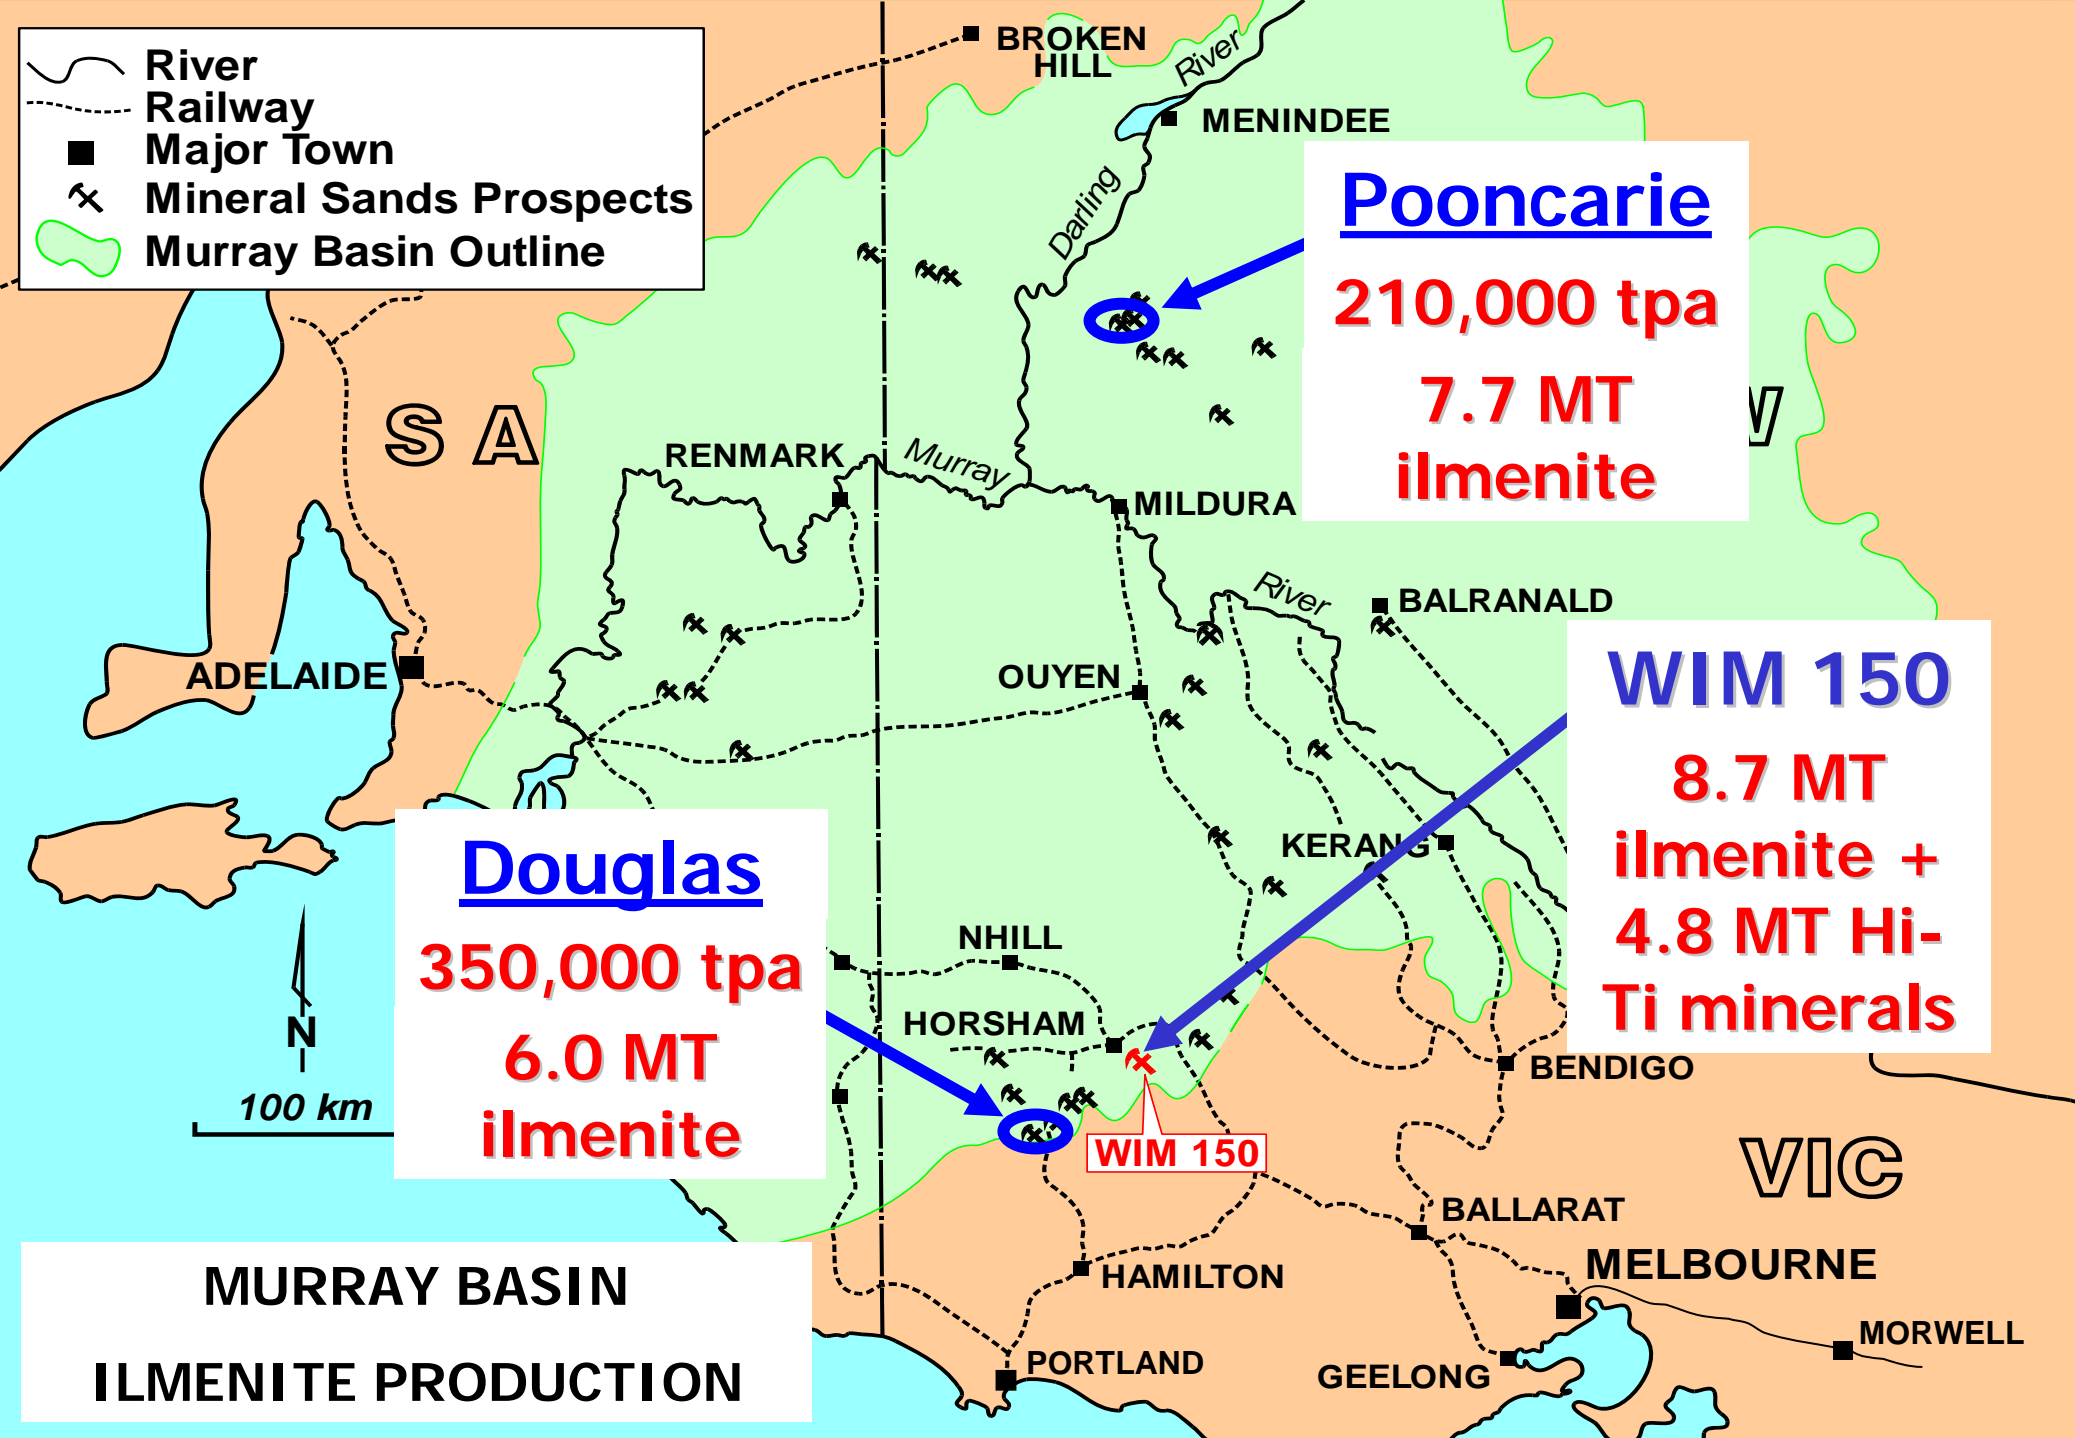 River
Railway
Major Town
Mineral Sands Prospects
Murray Basin Outline
BROKEN
HILL
River
MENINDEE
Darling
Pooncarie
210,000 tpa
7.7 MT
ilmenite
S A
W
RENMARK
Murray
MILDURA
River
BALRANALD
ADELAIDE
OUYEN
WIM 150
8.7 MT
ilmenite +
4.8 MT Hi-
Ti minerals
KERANG
Douglas
350,000 tpa
6.0 MT
ilmenite
NHILL
HORSHAM
N
100 km
BENDIGO
WIM 150
VIC
BALLARAT
MELBOURNE
HAMILTON
MORWELL
PORTLAND
GEELONG
MURRAY BASIN
ILMENITE PRODUCTION